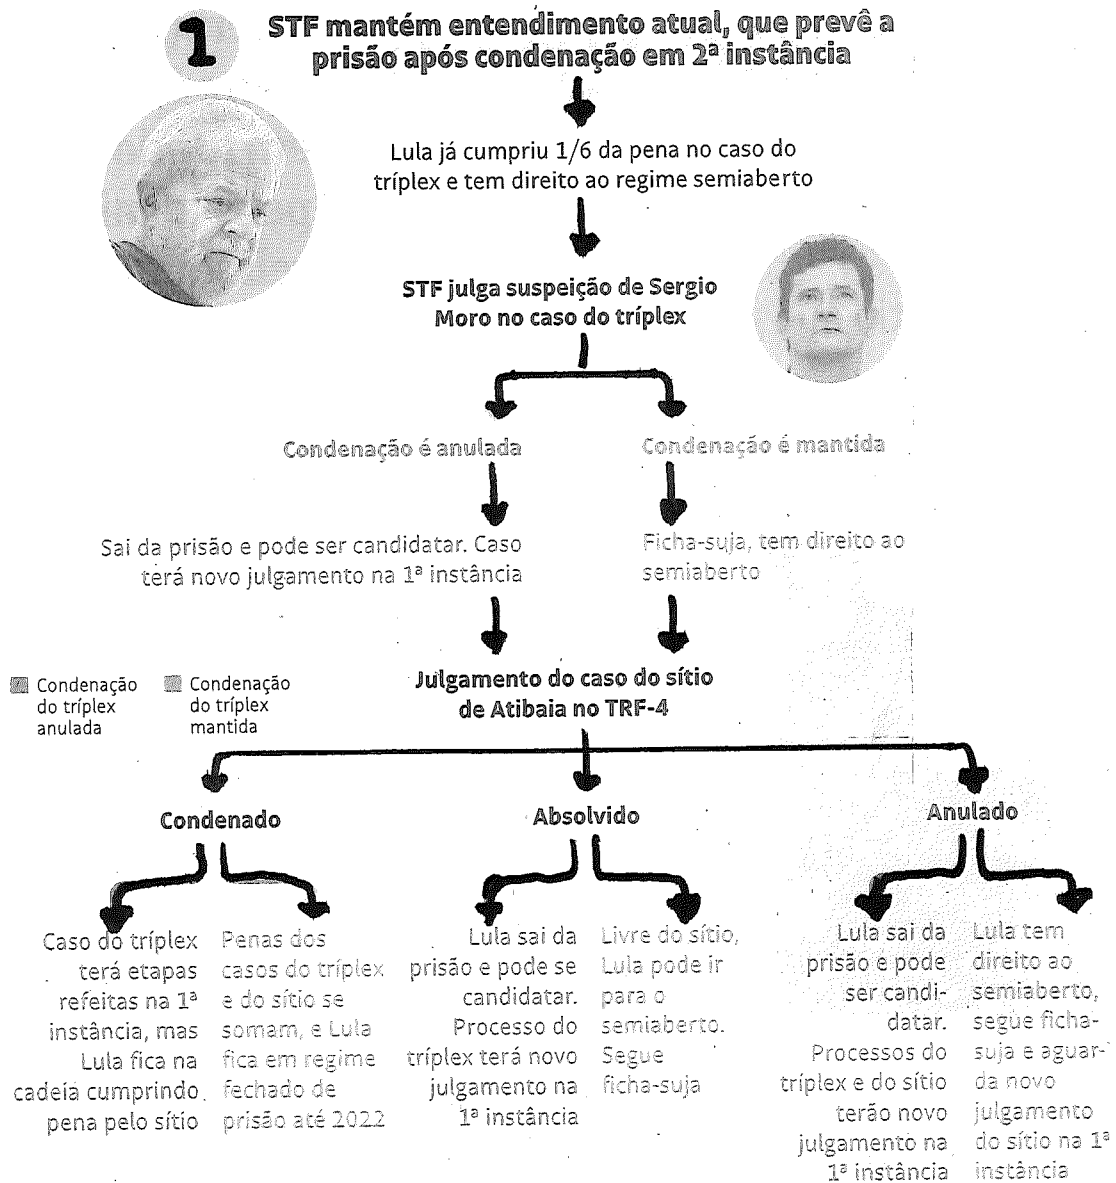 1
STF mantém entendimento atual, que prevê a
prisão após condenação em 2ª instância
Lula já cumpriu 1/6 da pena no caso do
tríplex e tem direito ao regime semiaberto
STF julga suspeição de Sergio
Moro no caso do tríplex
Condenação é anulada
Sai da prisão e pode ser candidatar. Caso
terá novo julgamento na 1ª instância
Condenação é mantida
Ficha-suja, tem direito ao
semiaberto
Condenação
do tríplex
anulada
Condenação
do tríplex
mantida
Julgamento do caso do sítio
de Atibaia no TRF-4
Condenado
Caso do tríplex
terá etapas
refeitas na 1ª
instância, mas
Lula fica na
cadeia cumprindo
pena pelo sítio
Penas dos
casos do tríplex
e do sítio se
somam, e Lula
fica em regime
fechado de
prisão até 2022
Absolvido
Lula sai da
prisão e pode se
candidatar.
Processo do
tríplex terá novo
julgamento na
1ª instância
Livre do sítio,
Lula pode ir
para o
semiaberto.
Segue
ficha-suja
Anulado
Lula sai da
prisão e pode
ser candi-
datar.
Processos do
tríplex e do sítio
terão novo
julgamento na
1ª instância
Lula tem
direito ao
semiaberto,
segue ficha-
suja e aguar-
da novo
julgamento
do sítio na 1ª
instância